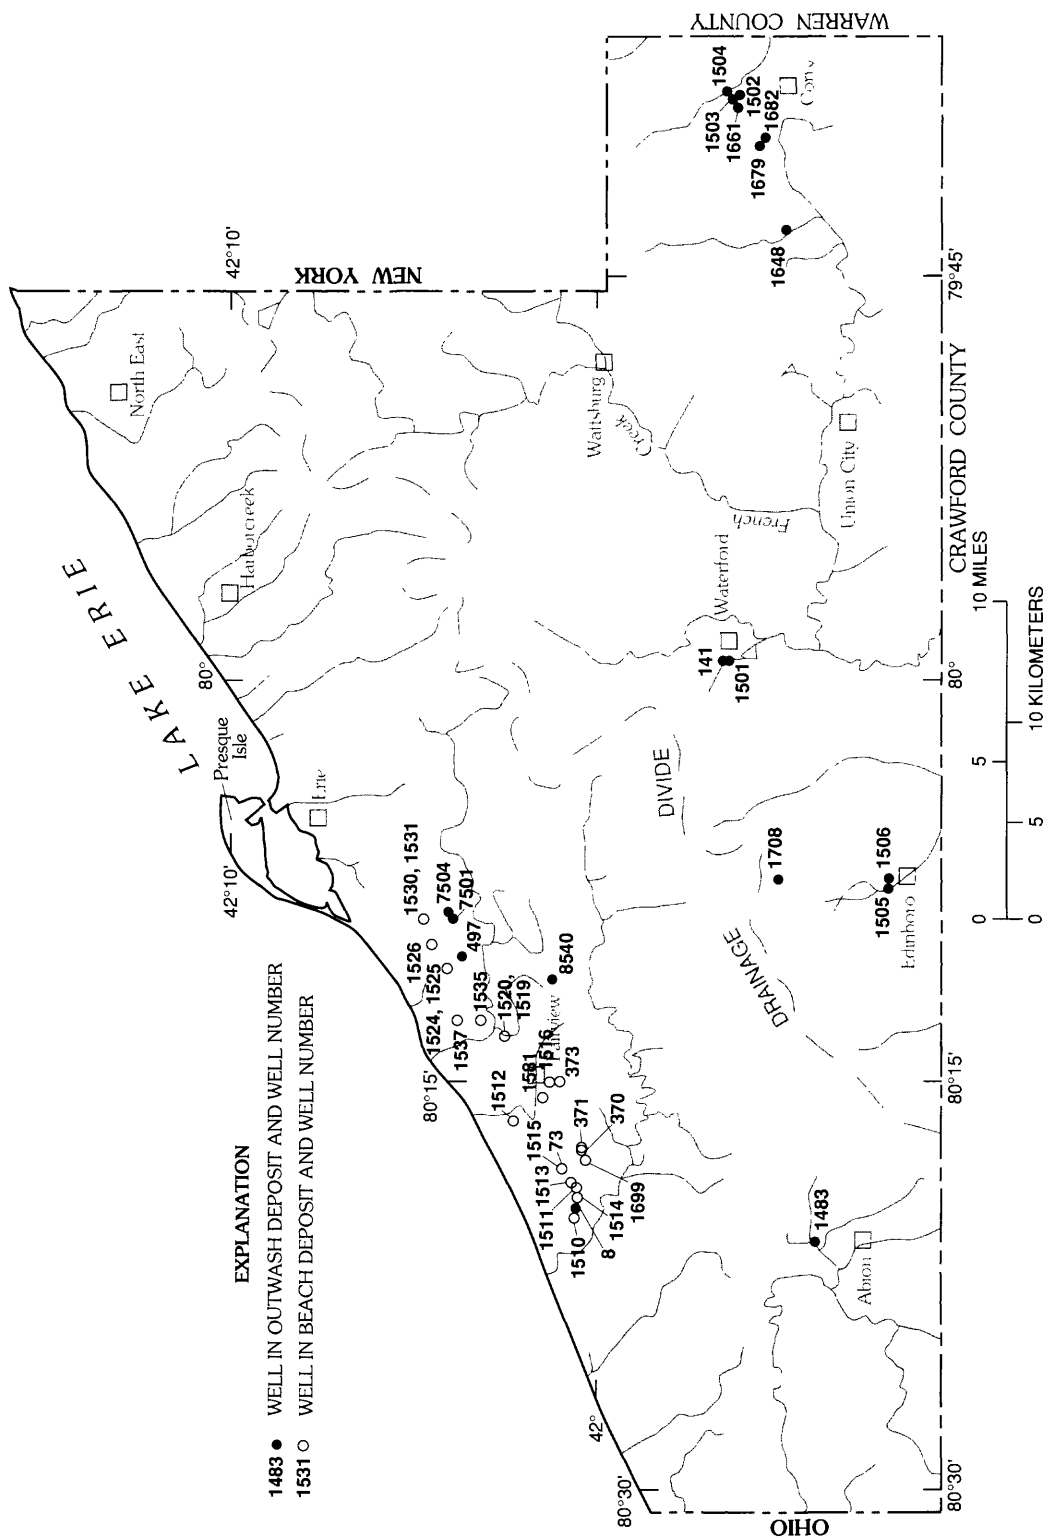 EXPLANATION
1483 ● WELL IN OUTWASH DEPOSIT AND WELL NUMBER
1531 ○ WELL IN BEACH DEPOSIT AND WELL NUMBER
LAKE ERIE
Presque
Isle
42°10'
80°
42°10'
North East
Harborcreek
Erie
NEW YORK
WARREN COUNTY
1530, 1531
7504
7501
497
1526
1524, 1525
1535
1537
1520,
1519
8540
Fairview
1516
1581
373
1512
80°15'
371
370
1515
73
1513
1511
1699
1514
1510
8
42°
80°30'
OHIO
Wattsburg
French
Creek
Waterford
141
1501
Union City
1504
1503
1502
1661
1682
1679
1648
Corry
DRAINAGE
DIVIDE
1708
1506
1505
Edinboro
1483
Albion
80°30'
80°15'
80°
79°45'
CRAWFORD COUNTY
0 5 10 MILES
0 5 10 KILOMETERS